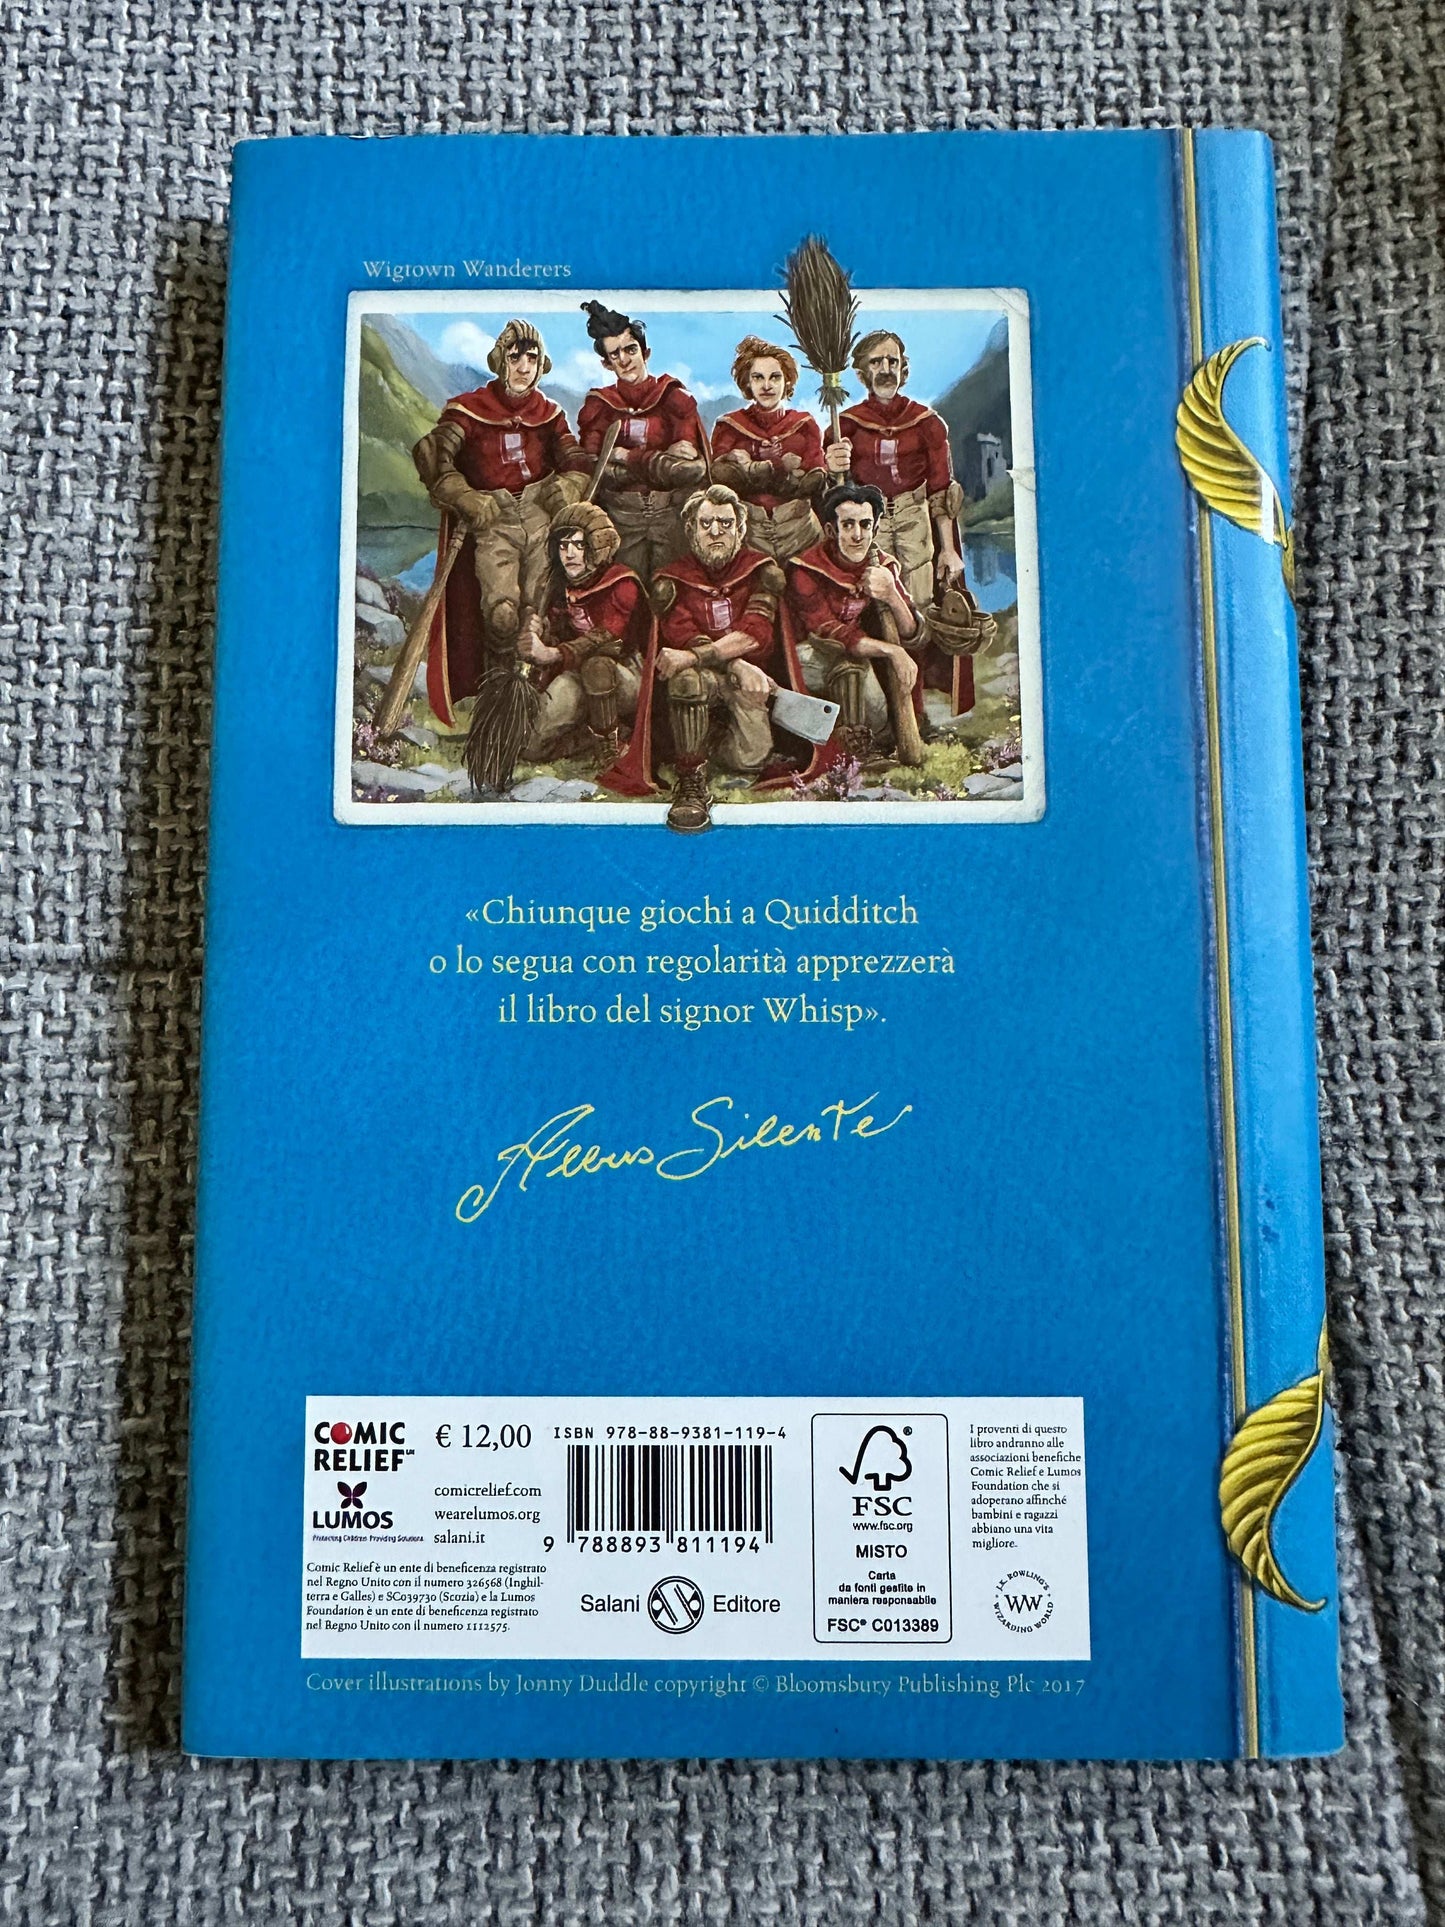 Wigtown Wanderers
«Chiunque giochi a Quidditch
o lo segua con regolarità apprezzerà
il libro del signor Whisp».
Albus Silente
COMIC
RELIEF
LUMOS
Protecting Children. Providing Solutions.
€ 12,00
comicrelief.com
wearelumos.org
salani.it
Comic Relief è un ente di beneficenza registrato
nel Regno Unito con il numero 326568 (Inghil-
terra e Galles) e SC039730 (Scozia) e la Lumos
Foundation è un ente di beneficenza registrato
nel Regno Unito con il numero 1112575.
ISBN 978-88-9381-119-4
9 788893 811194
Salani Editore
FSC
www.fsc.org
MISTO
Carta
da fonti gestite in
maniera responsabile
FSC® C013389
I proventi di questo
libro andranno alle
associazioni benefiche
Comic Relief e Lumos
Foundation che si
adoperano affinché
bambini e ragazzi
abbiano una vita
migliore.
J.K. ROWLING'S
WW
WIZARDING WORLD
Cover illustrations by Jonny Duddle copyright © Bloomsbury Publishing Plc 2017